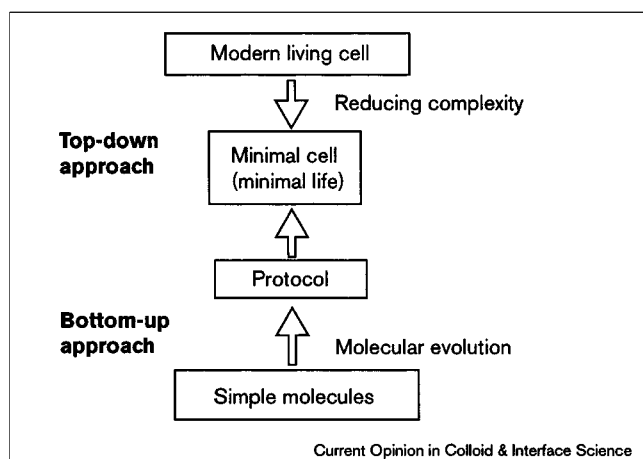 Modern living cell
Reducing complexity
Top-down
approach
Minimal cell
(minimal life)
Protocol
Bottom-up
approach
Molecular evolution
Simple molecules
Current Opinion in Colloid & Interface Science